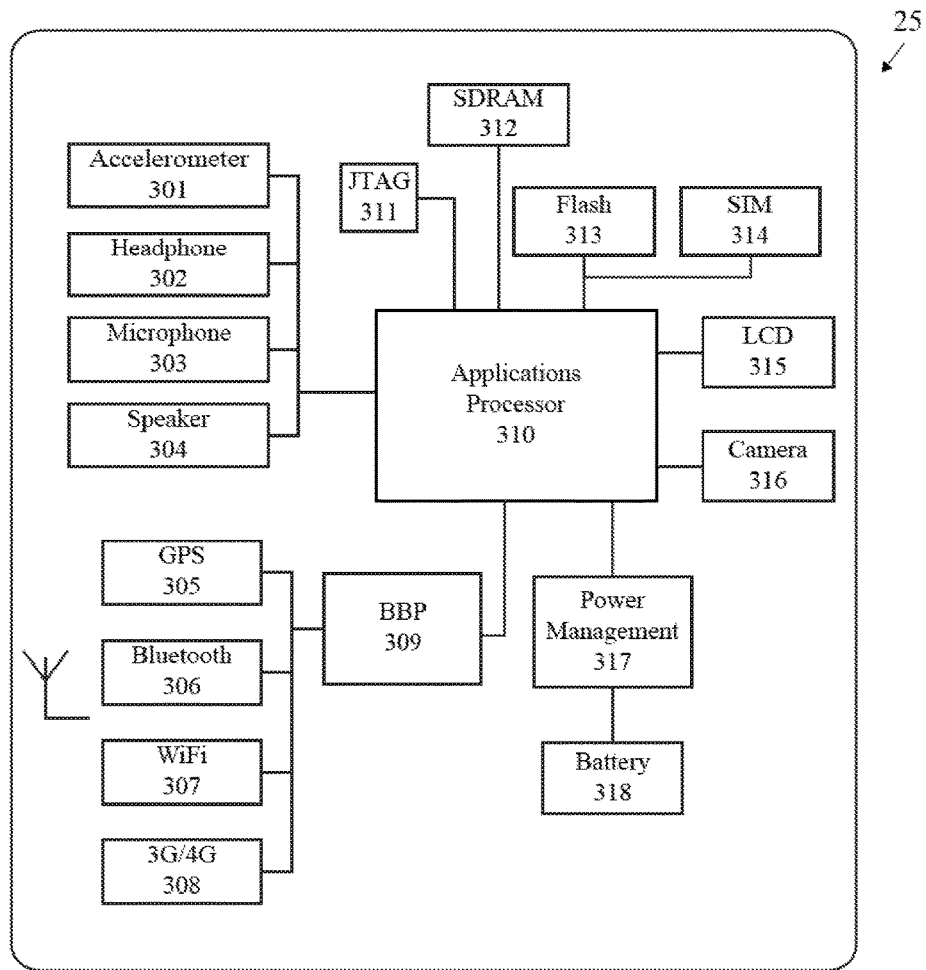 25
SDRAM
312
Accelerometer
301
JTAG
311
Flash
313
SIM
314
Headphone
302
Microphone
303
LCD
315
Applications
Processor
310
Speaker
304
Camera
316
GPS
305
BBP
309
Power
Management
317
Bluetooth
306
WiFi
307
Battery
318
3G/4G
308